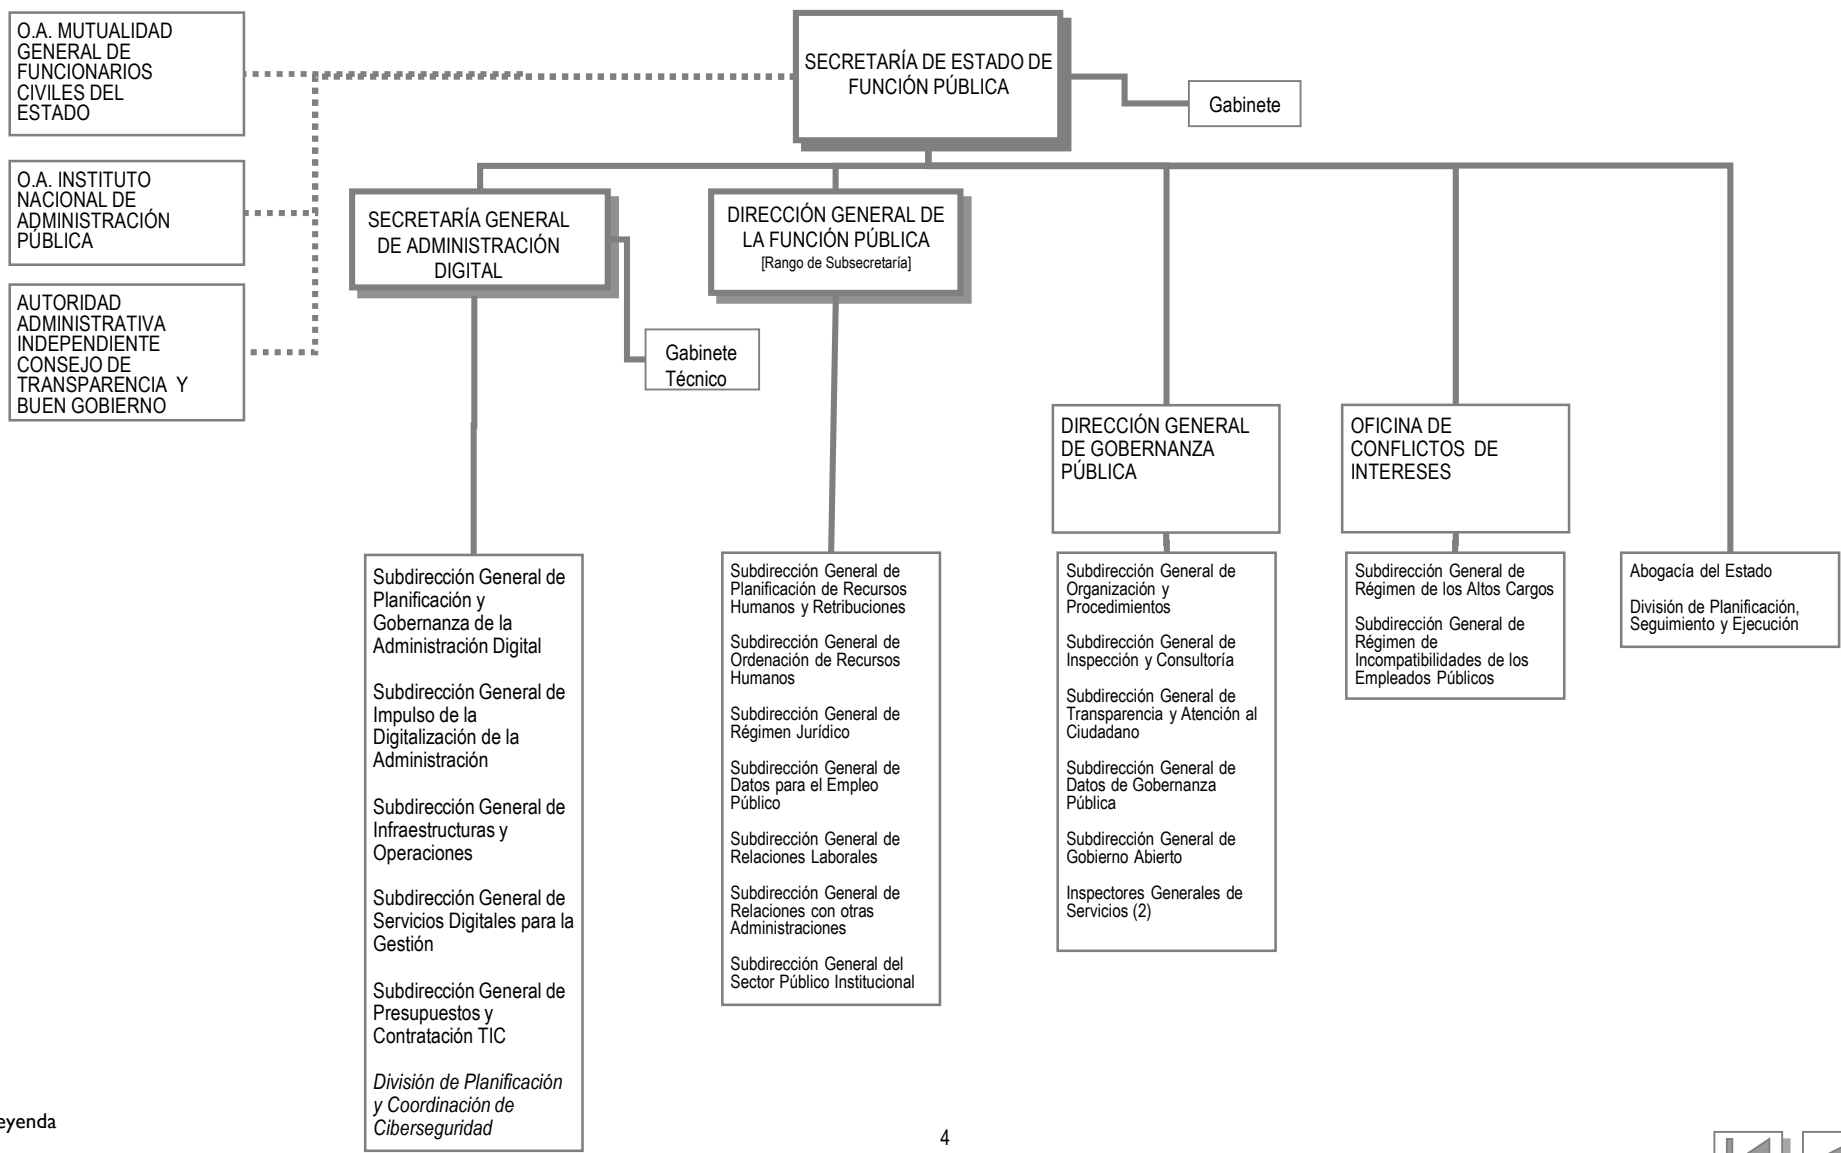 O.A. MUTUALIDAD
GENERAL DE
FUNCIONARIOS
CIVILES DEL
ESTADO
SECRETARÍA DE ESTADO DE
FUNCIÓN PÚBLICA
Gabinete
O.A. INSTITUTO
NACIONAL DE
ADMINISTRACIÓN
PÚBLICA
AUTORIDAD
ADMINISTRATIVA
INDEPENDIENTE
CONSEJO DE
TRANSPARENCIA Y
BUEN GOBIERNO
SECRETARÍA GENERAL
DE ADMINISTRACIÓN
DIGITAL
Gabinete
Técnico
DIRECCIÓN GENERAL DE
LA FUNCIÓN PÚBLICA
[Rango de Subsecretaría]
DIRECCIÓN GENERAL
DE GOBERNANZA
PÚBLICA
OFICINA DE
CONFLICTOS DE
INTERESES
Subdirección General de
Planificación y
Gobernanza de la
Administración Digital
Subdirección General de
Impulso de la
Digitalización de la
Administración
Subdirección General de
Infraestructuras y
Operaciones
Subdirección General de
Servicios Digitales para la
Gestión
Subdirección General de
Presupuestos y
Contratación TIC
División de Planificación
y Coordinación de
Ciberseguridad
Subdirección General de
Planificación de Recursos
Humanos y Retribuciones
Subdirección General de
Ordenación de Recursos
Humanos
Subdirección General de
Régimen Jurídico
Subdirección General de
Datos para el Empleo
Público
Subdirección General de
Relaciones Laborales
Subdirección General de
Relaciones con otras
Administraciones
Subdirección General del
Sector Público Institucional
Subdirección General de
Organización y
Procedimientos
Subdirección General de
Inspección y Consultoría
Subdirección General de
Transparencia y Atención al
Ciudadano
Subdirección General de
Datos de Gobernanza
Pública
Subdirección General de
Gobierno Abierto
Inspectores Generales de
Servicios (2)
Subdirección General de
Régimen de los Altos Cargos
Subdirección General de
Régimen de
Incompatibilidades de los
Empleados Públicos
Abogacía del Estado
División de Planificación,
Seguimiento y Ejecución
eyenda
4